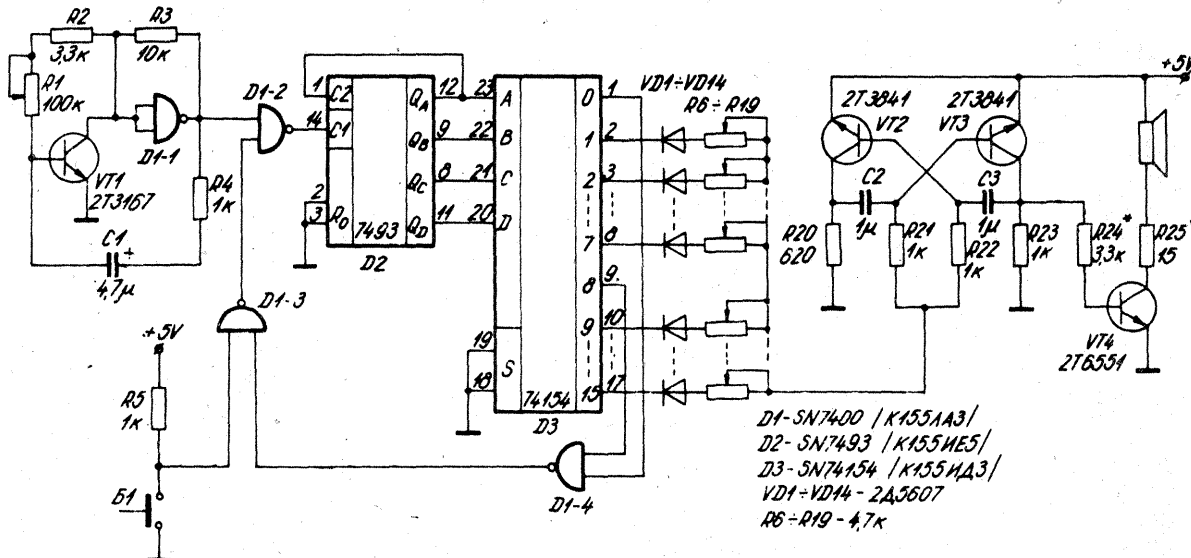 R2
3,3к
R3
10к
R1
100к
D1-1
VT1
2Т3167
C1
+
4,7μ
R4
1к
D1-2
1
C2
14
C1
2
3
R0
7493
D2
QA
12
QB
9
QC
8
QD
11
23
A
22
B
21
C
20
D
19
18
S
74154
D3
0
1
1
2
2
3
7
8
8
9
9
10
15
17
VD1÷VD14
R6÷R19
D1-3
+5V
R5
1к
Б1
D1-4
+5V
2Т3841
VT2
2Т3841
VT3
C2
1μ
C3
1μ
R20
620
R21
1к
R22
1к
R23
1к
R24*
3,3к
R25
15
VT4
2Т6551
D1-SN7400 /К155ЛА3/
D2-SN7493 /К155ИЕ5/
D3-SN74154 /К155ИД3/
VD1÷VD14-2Д5607
R6÷R19-4,7к